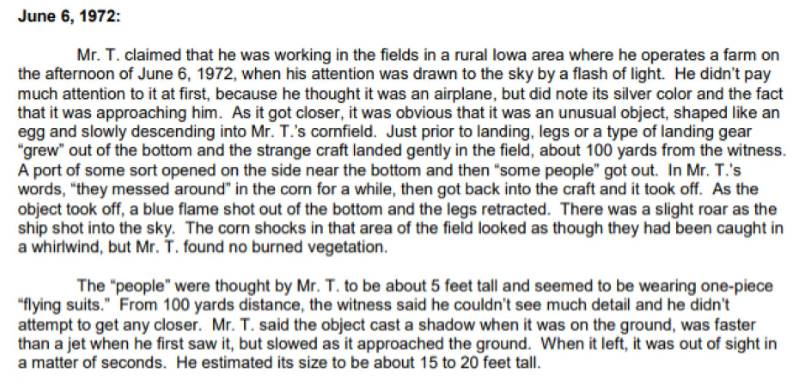 June 6, 1972:
Mr. T. claimed that he was working in the fields in a rural Iowa area where he operates a farm on
the afternoon of June 6, 1972, when his attention was drawn to the sky by a flash of light. He didn't pay
much attention to it at first, because he thought it was an airplane, but did note its silver color and the fact
that it was approaching him. As it got closer, it was obvious that it was an unusual object, shaped like an
egg and slowly descending into Mr. T.'s cornfield. Just prior to landing, legs or a type of landing gear
"grew" out of the bottom and the strange craft landed gently in the field, about 100 yards from the witness.
A port of some sort opened on the side near the bottom and then "some people" got out. In Mr. T.'s
words, "they messed around" in the corn for a while, then got back into the craft and it took off. As the
object took off, a blue flame shot out of the bottom and the legs retracted. There was a slight roar as the
ship shot into the sky. The corn shocks in that area of the field looked as though they had been caught in
a whirlwind, but Mr. T. found no burned vegetation.
The "people" were thought by Mr. T. to be about 5 feet tall and seemed to be wearing one-piece
"flying suits." From 100 yards distance, the witness said he couldn't see much detail and he didn't
attempt to get any closer. Mr. T. said the object cast a shadow when it was on the ground, was faster
than a jet when he first saw it, but slowed as it approached the ground. When it left, it was out of sight in
a matter of seconds. He estimated its size to be about 15 to 20 feet tall.